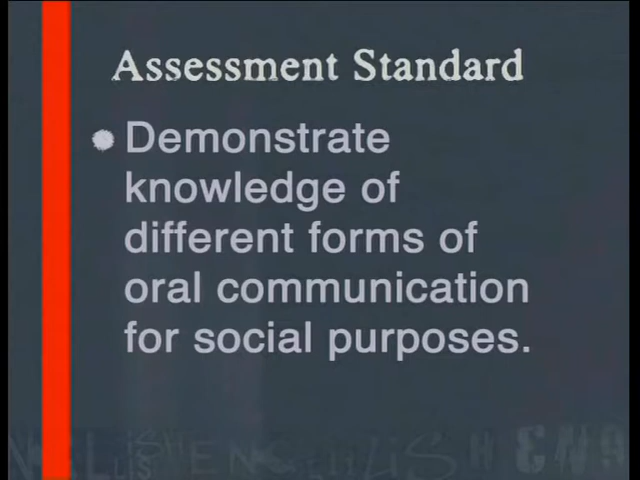 Assessment Standard
Demonstrate
knowledge of
different forms of
oral communication
for social purposes.